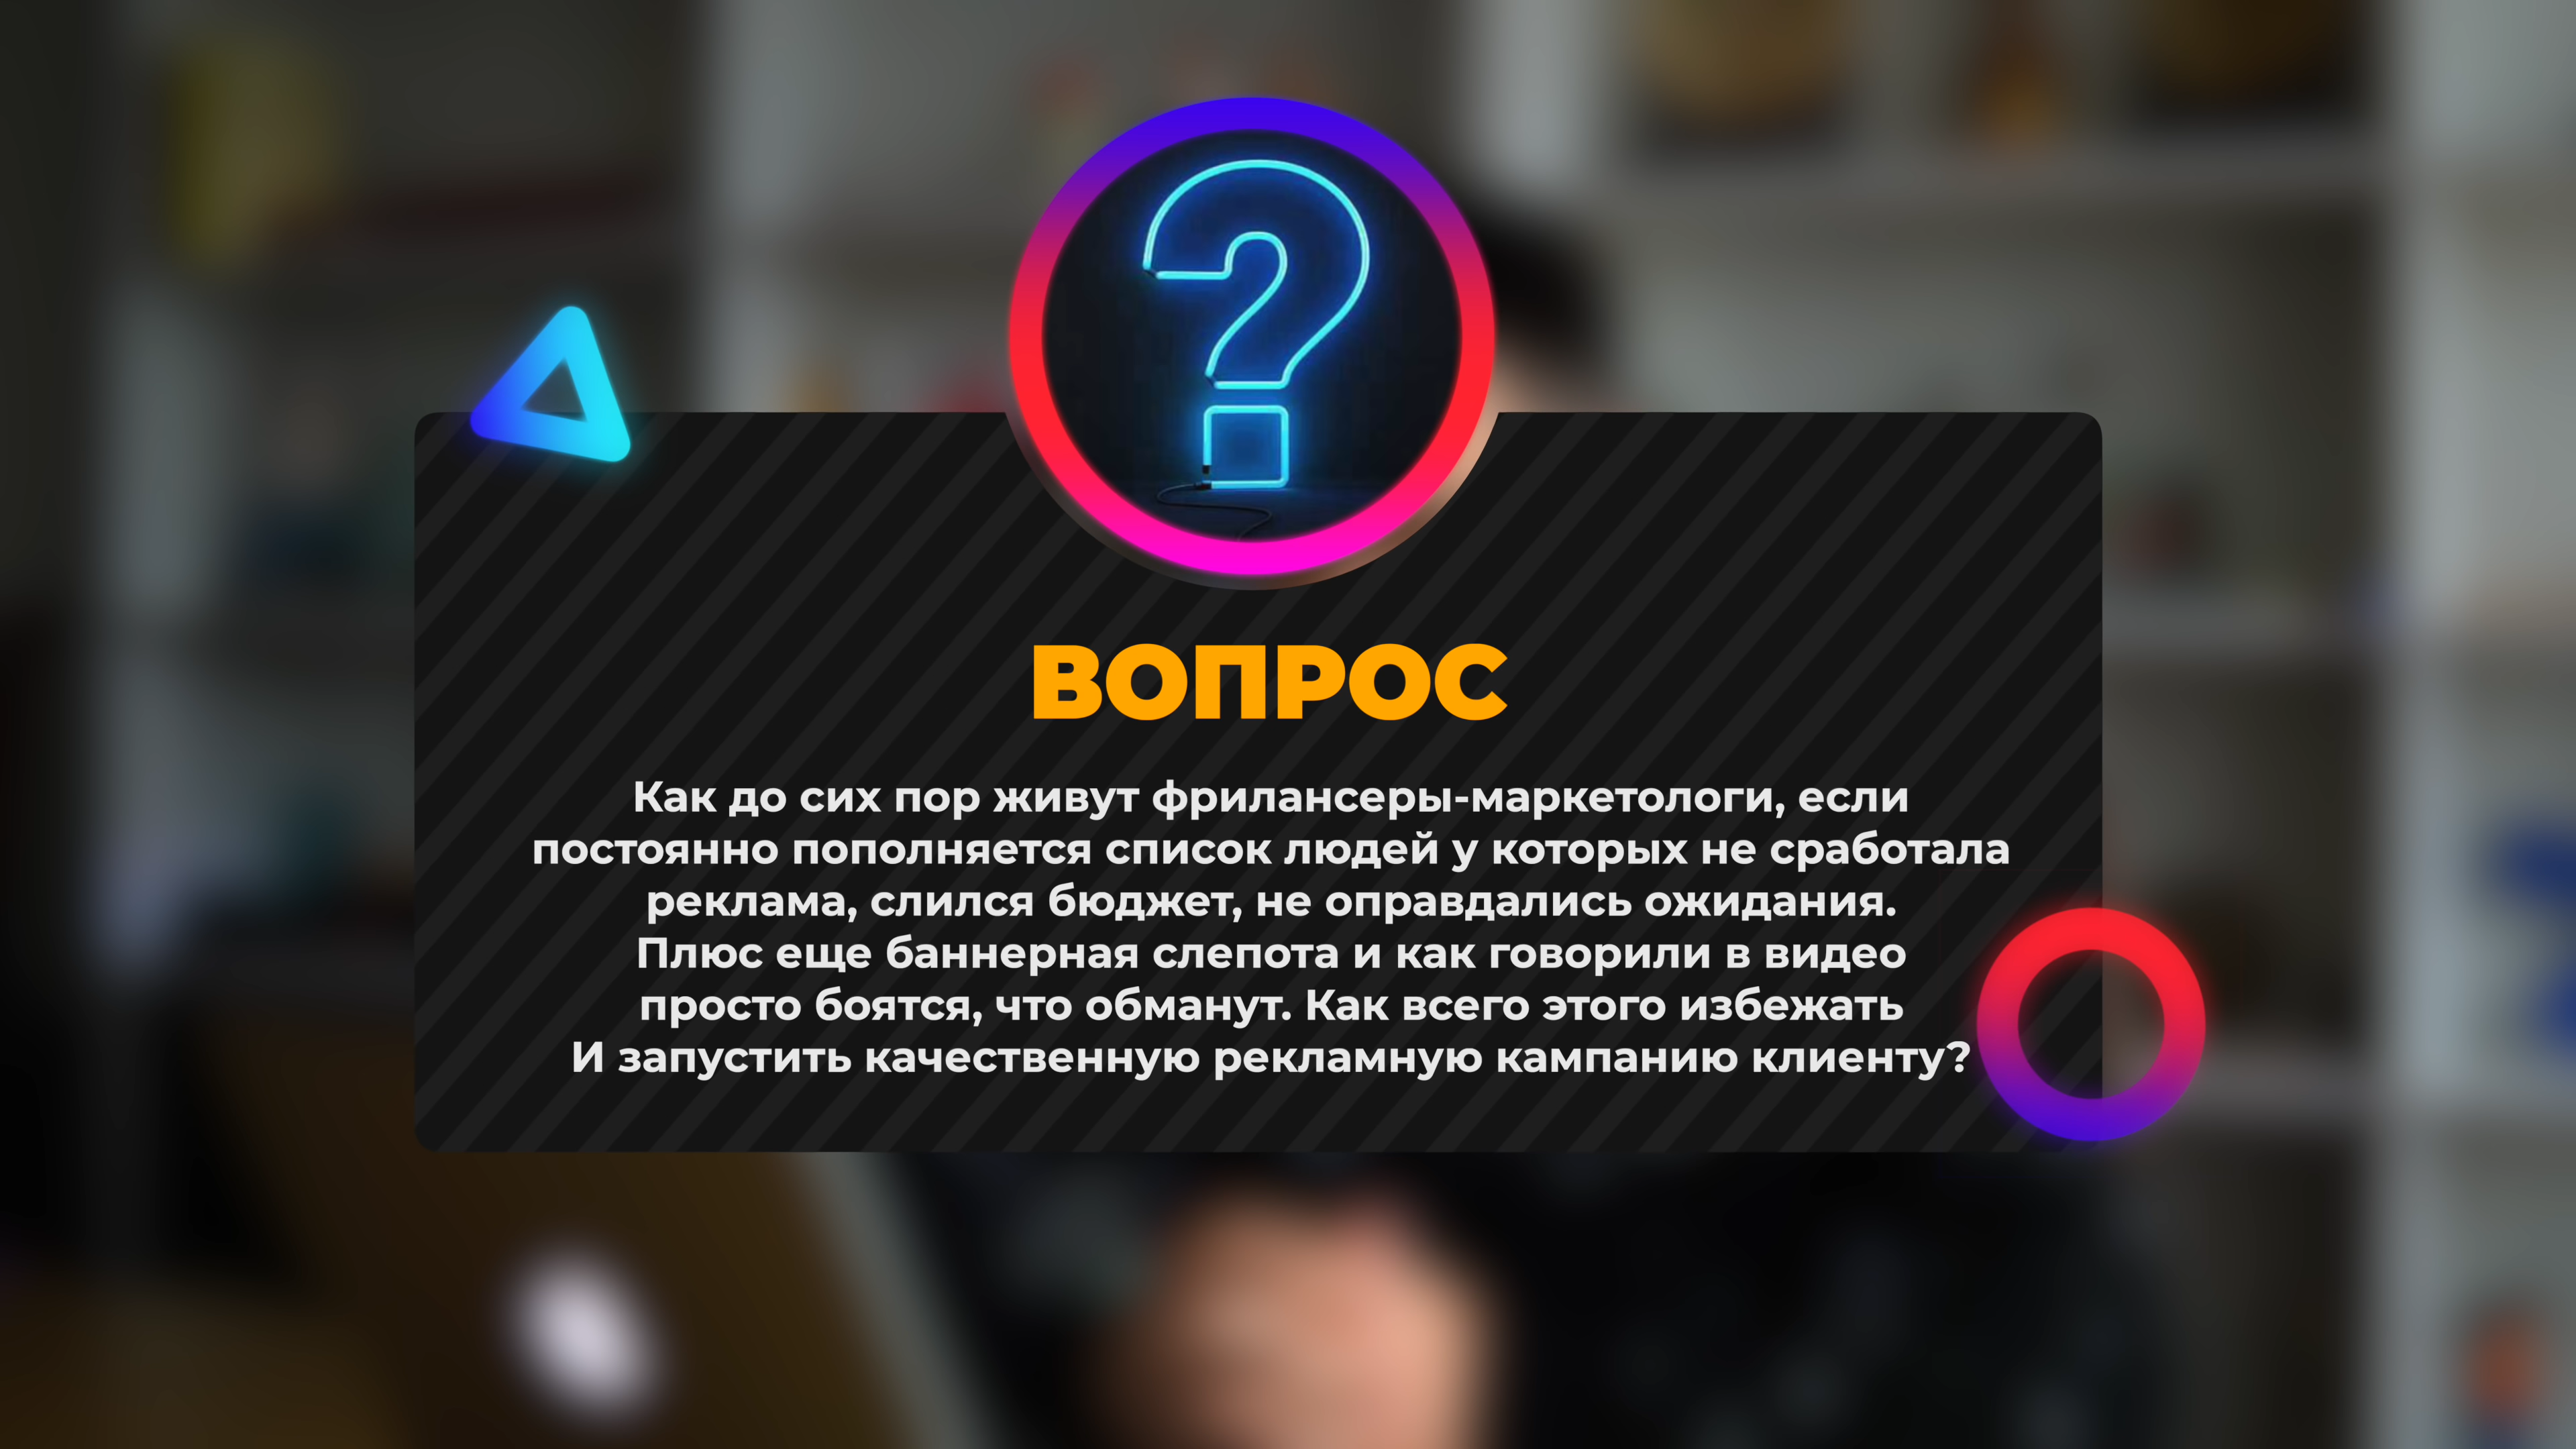 ВОПРОС
Как до сих пор живут фрилансеры-маркетологи, если
постоянно пополняется список людей у которых не сработала
реклама, слился бюджет, не оправдались ожидания.
Плюс еще баннерная слепота и как говорили в видео
просто боятся, что обманут. Как всего этого избежать
И запустить качественную рекламную кампанию клиенту?